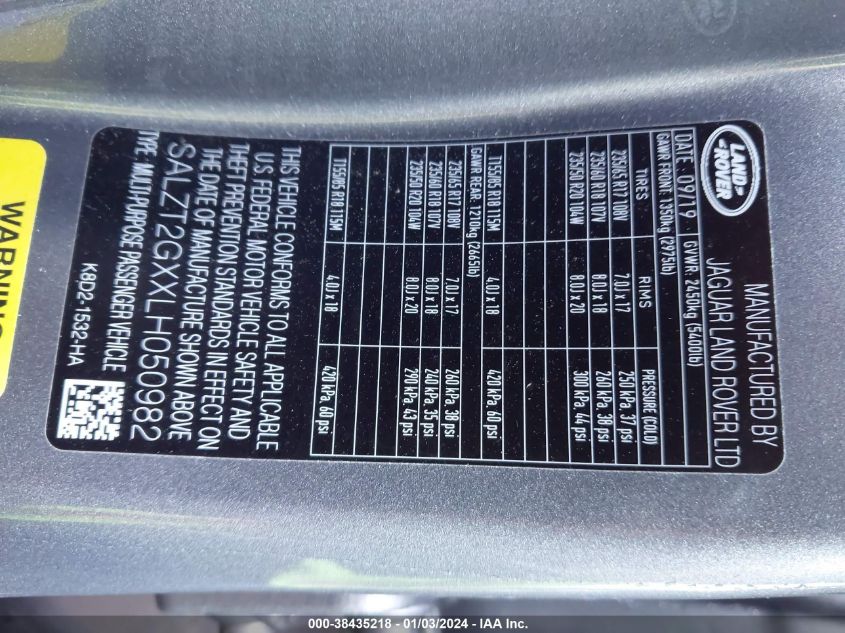 LAND ROVER
MANUFACTURED BY
JAGUAR LAND ROVER LTD
DATE: 09/19 GVWR: 2450kg (5400lb)
GAWR FRONT: 1350kg (2975lb)
TIRES RIMS PRESSURE (COLD)
235/65 R17 108V 7.0J x 17 250 kPa, 37 psi
235/60 R18 107V 8.0J x 18 260 kPa, 38 psi
235/50 R20 104W 8.0J x 20 300 kPa, 44 psi
T155/85 R18 115M 4.0J x 18 420 kPa, 60 psi
GAWR REAR: 1210kg (2665lb)
235/65 R17 108V 7.0J x 17 260 kPa, 38 psi
235/60 R18 107V 8.0J x 18 240 kPa, 35 psi
235/50 R20 104W 8.0J x 20 290 kPa, 43 psi
T155/85 R18 115M 4.0J x 18 420 kPa, 60 psi
THIS VEHICLE CONFORMS TO ALL APPLICABLE
U.S. FEDERAL MOTOR VEHICLE SAFETY AND
THEFT PREVENTION STANDARDS IN EFFECT ON
THE DATE OF MANUFACTURE SHOWN ABOVE
SALZT2GXXLH050982
TYPE: MULTIPURPOSE PASSENGER VEHICLE
K8D2-1532-HA
WARNING
000-38435218 - 01/03/2024 - IAA Inc.